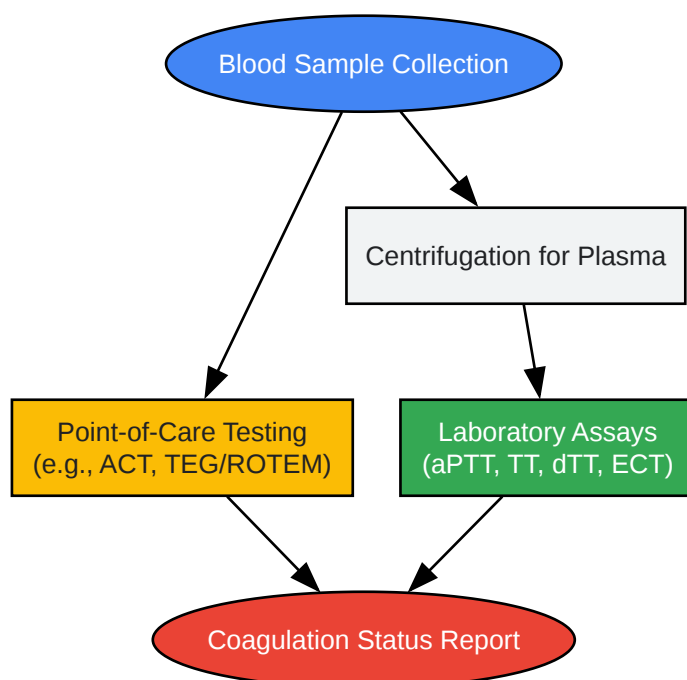 Blood Sample Collection
Centrifugation for Plasma
Point-of-Care Testing
(e.g., ACT, TEG/ROTEM)
Laboratory Assays
(aPTT, TT, dTT, ECT)
Coagulation Status Report